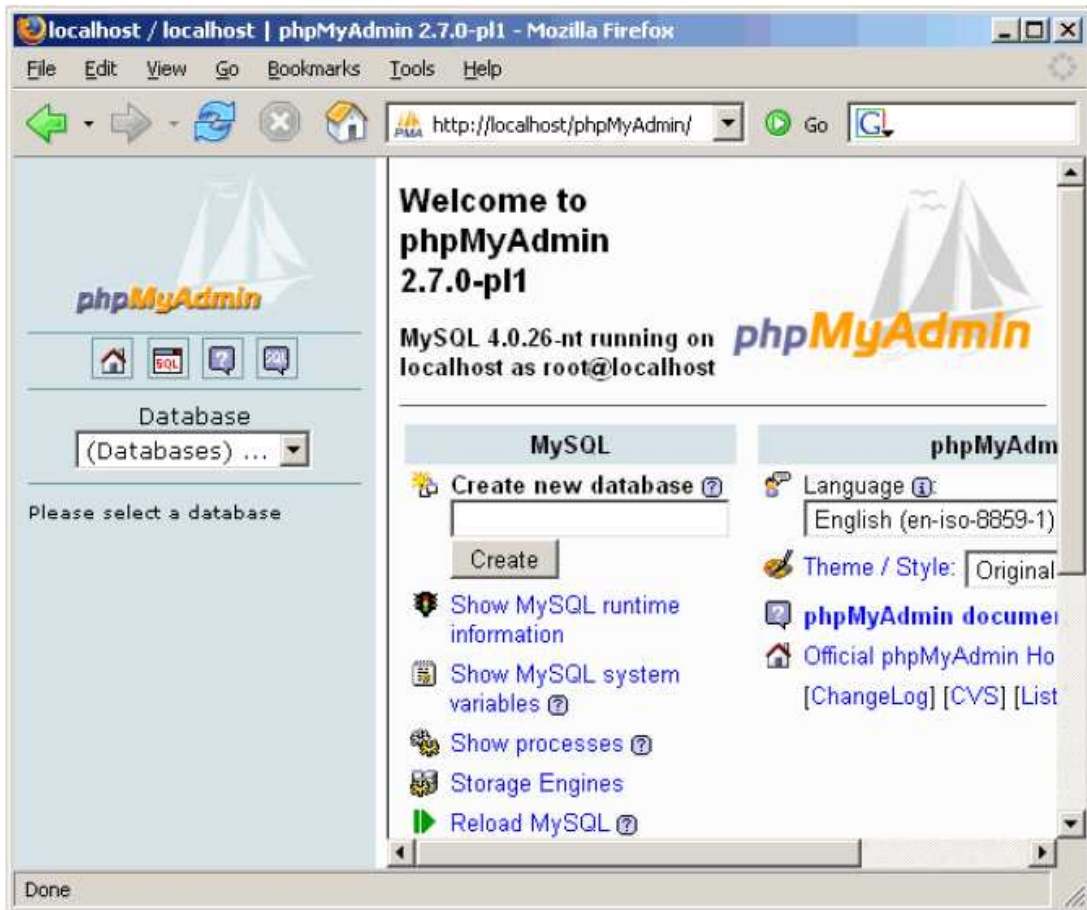 localhost / localhost | phpMyAdmin 2.7.0-pl1 - Mozilla Firefox
File Edit View Go Bookmarks Tools Help
PMA http://localhost/phpMyAdmin/ Go G
phpMyAdmin
SQL ? SQL
Database
(Databases) ...
Please select a database
Welcome to
phpMyAdmin
2.7.0-pl1
MySQL 4.0.26-nt running on
localhost as root@localhost
phpMyAdmin
MySQL
Create new database ?
Create
Show MySQL runtime
information
Show MySQL system
variables ?
Show processes ?
Storage Engines
Reload MySQL ?
phpMyAdm
Language i:
English (en-iso-8859-1)
Theme / Style: Original
? phpMyAdmin documen
Official phpMyAdmin Ho
[ChangeLog] [CVS] [List
Done